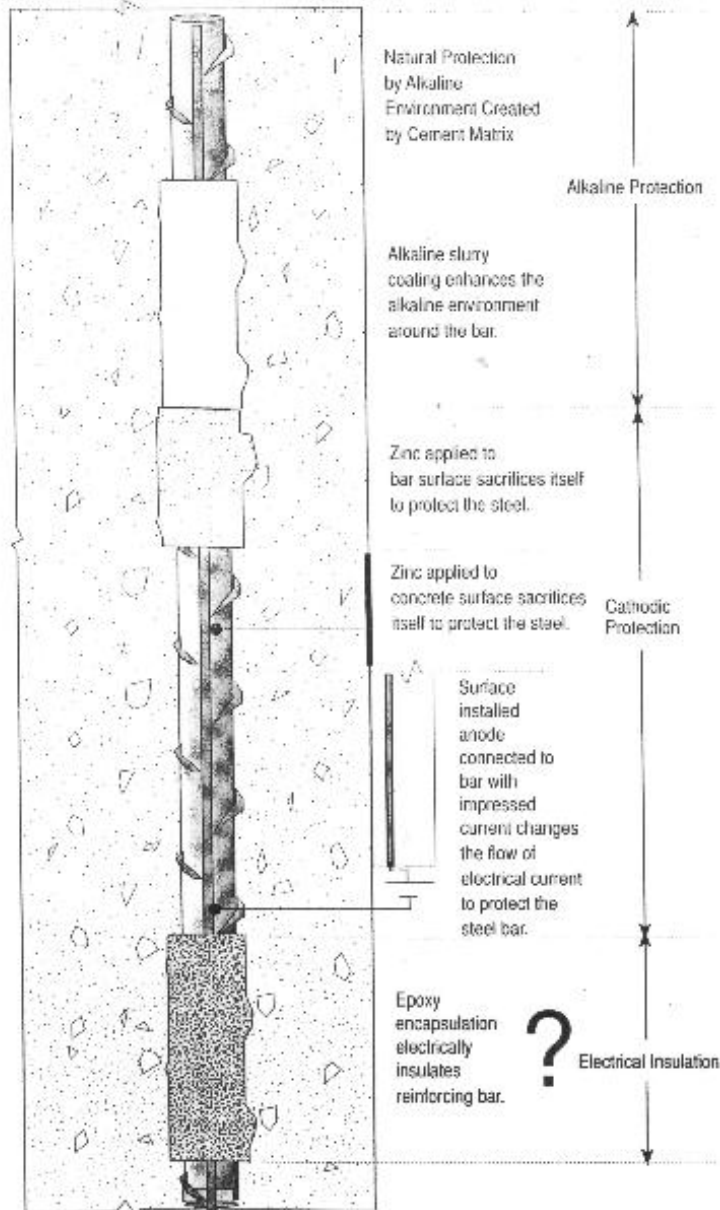 Natural Protection
by Alkaline
Environment Created
by Cement Matrix
Alkaline Protection
Alkaline slurry
coating enhances the
alkaline environment
around the bar.
Zinc applied to
bar surface sacrifices itself
to protect the steel.
Zinc applied to
concrete surface sacrifices
itself to protect the steel.
Cathodic
Protection
Surface
installed
anode
connected to
bar with
impressed
current changes
the flow of
electrical current
to protect the
steel bar.
Epoxy
encapsulation
electrically
insulates
reinforcing bar.
?
Electrical Insulation